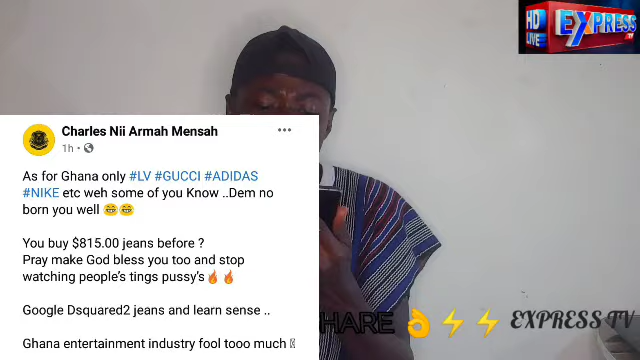 HD
LIVE
EXPRESS
TV
Charles Nii Armah Mensah
1h ·
As for Ghana only #LV #GUCCI #ADIDAS
#NIKE etc weh some of you Know ..Dem no
born you well 😂😂
You buy $815.00 jeans before ?
Pray make God bless you too and stop
watching people's tings pussy's🔥🔥
Google Dsquared2 jeans and learn sense ..
Ghana entertainment industry fool tooo much
HARE 👌⚡⚡ EXPRESS TV